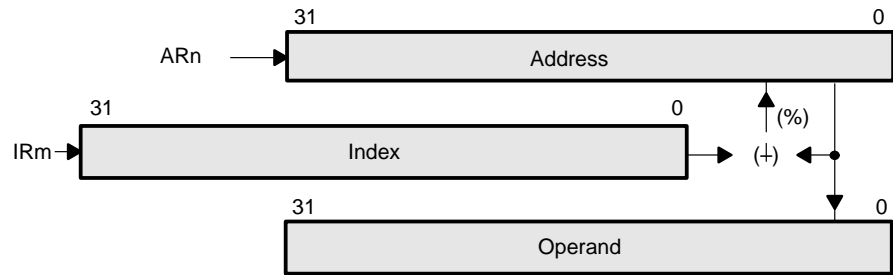 31 0
ARn Address
(%)
31 0
IRm Index (+)
31 0
Operand